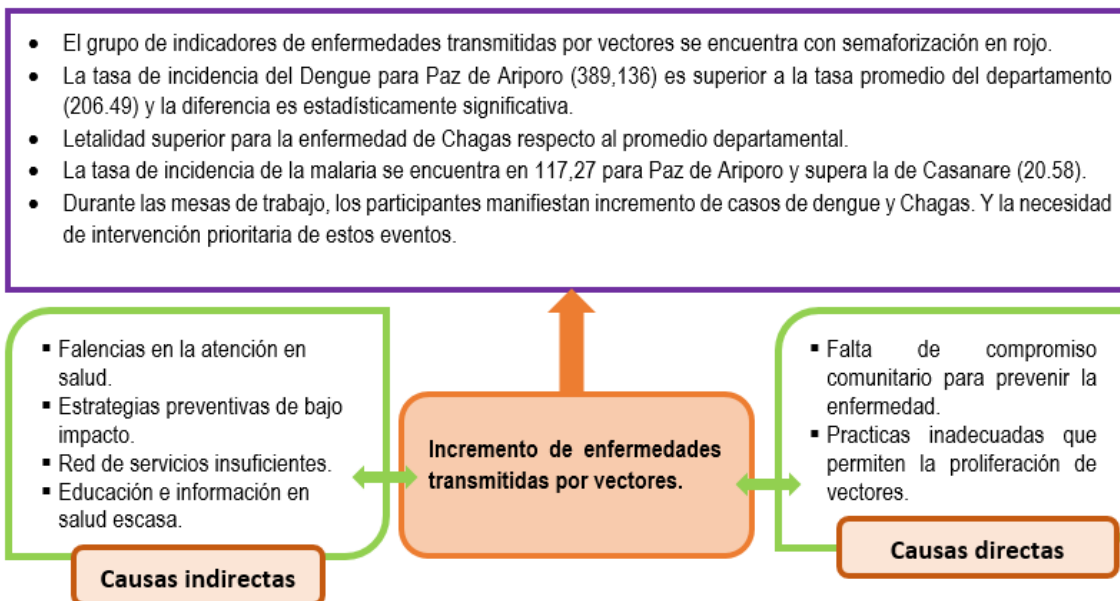 • El grupo de indicadores de enfermedades transmitidas por vectores se encuentra con semaforización en rojo.
• La tasa de incidencia del Dengue para Paz de Ariporo (389,136) es superior a la tasa promedio del departamento
(206.49) y la diferencia es estadísticamente significativa.
• Letalidad superior para la enfermedad de Chagas respecto al promedio departamental.
• La tasa de incidencia de la malaria se encuentra en 117,27 para Paz de Ariporo y supera la de Casanare (20.58).
• Durante las mesas de trabajo, los participantes manifiestan incremento de casos de dengue y Chagas. Y la necesidad
de intervención prioritaria de estos eventos.
▪ Falencias en la atención en
salud.
▪ Estrategias preventivas de bajo
impacto.
▪ Red de servicios insuficientes.
▪ Educación e información en
salud escasa.
Causas indirectas
Incremento de enfermedades
transmitidas por vectores.
▪ Falta de compromiso
comunitario para prevenir la
enfermedad.
▪ Practicas inadecuadas que
permiten la proliferación de
vectores.
Causas directas